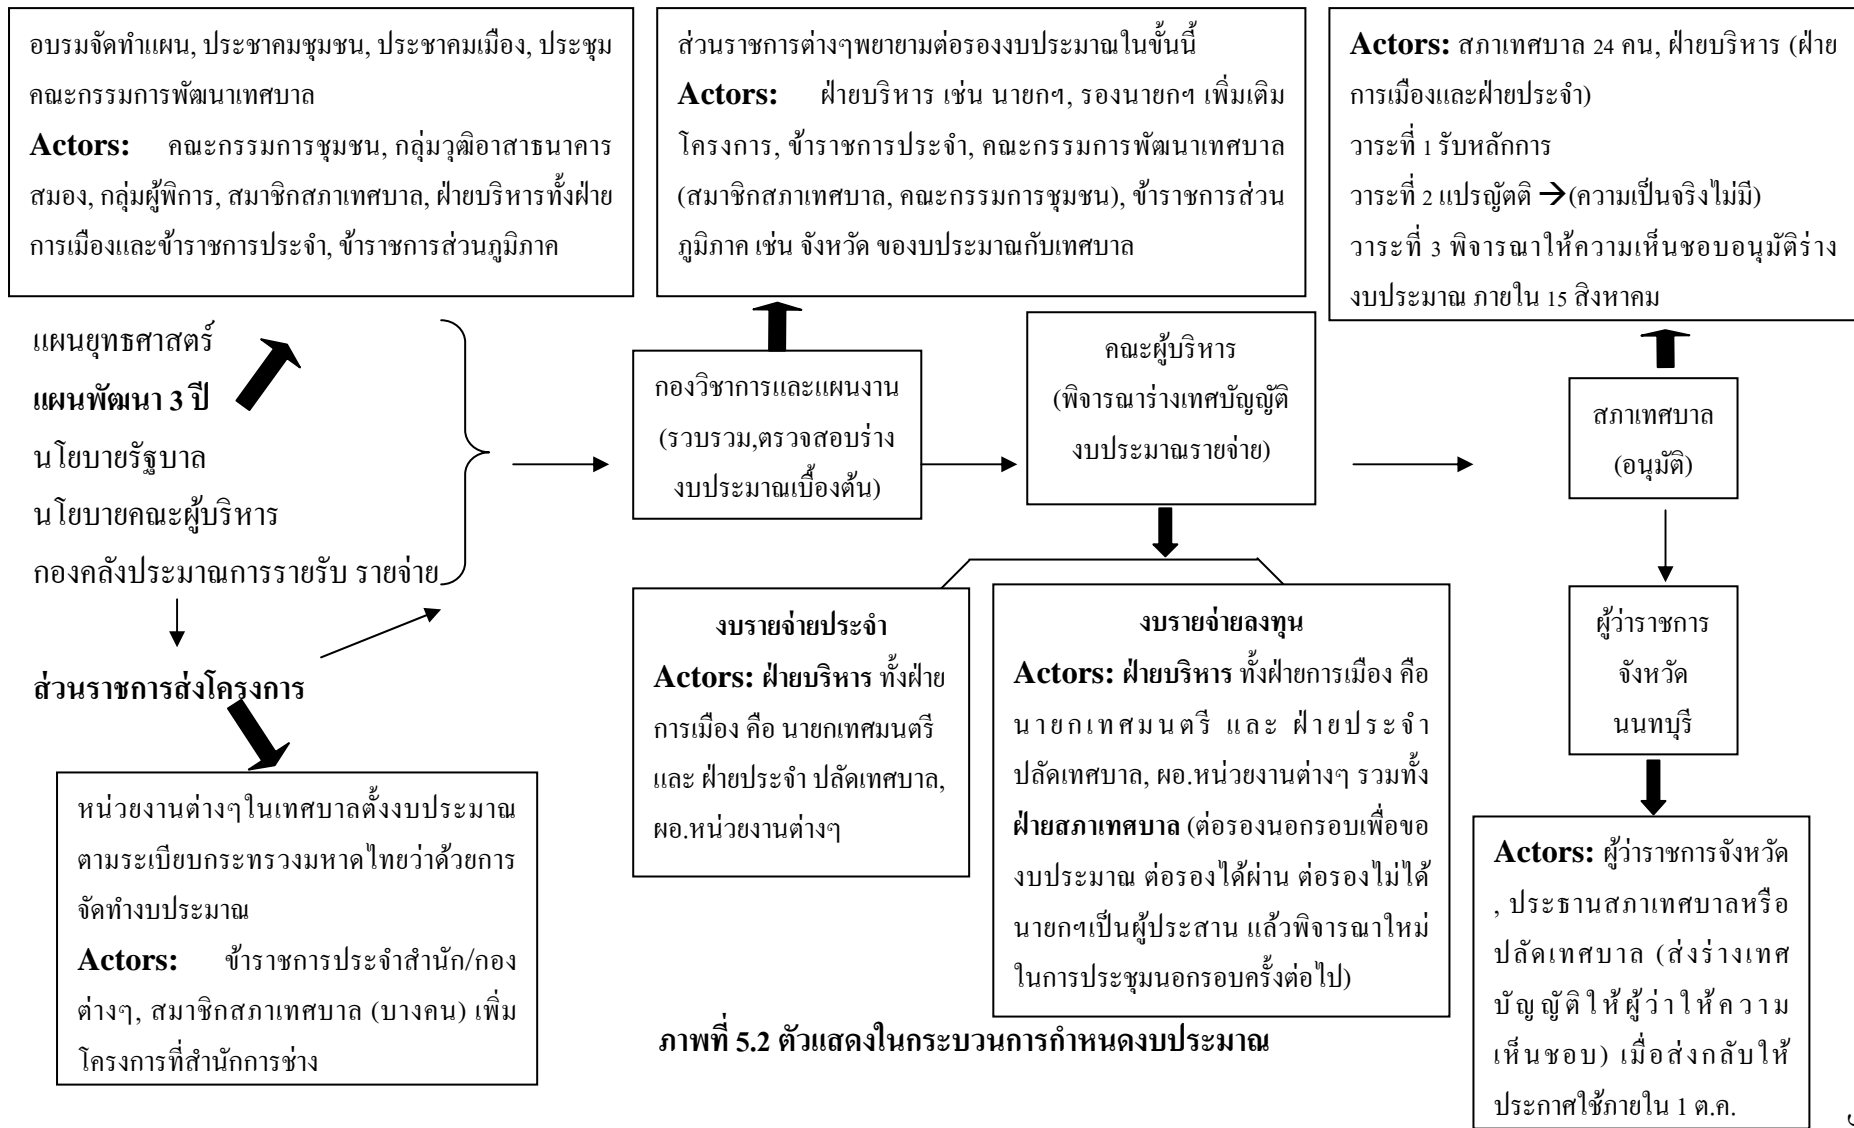 อบรมจัดทำแผน, ประชาคมชุมชน, ประชาคมเมือง, ประชุม
คณะกรรมการพัฒนาเทศบาล
Actors: คณะกรรมการชุมชน, กลุ่มวุฒิอาสาธนาคาร
สมอง, กลุ่มผู้พิการ, สมาชิกสภาเทศบาล, ฝ่ายบริหารทั้งฝ่าย
การเมืองและข้าราชการประจำ, ข้าราชการส่วนภูมิภาค
ส่วนราชการต่างๆพยายามต่อรองงบประมาณในขั้นนี้
Actors: ฝ่ายบริหาร เช่น นายกฯ, รองนายกฯ เพิ่มเติม
โครงการ, ข้าราชการประจำ, คณะกรรมการพัฒนาเทศบาล
(สมาชิกสภาเทศบาล, คณะกรรมการชุมชน), ข้าราชการส่วน
ภูมิภาค เช่น จังหวัด ของบประมาณกับเทศบาล
Actors: สภาเทศบาล 24 คน, ฝ่ายบริหาร (ฝ่าย
การเมืองและฝ่ายประจำ)
วาระที่ 1 รับหลักการ
วาระที่ 2 แปรญัตติ →(ความเป็นจริงไม่มี)
วาระที่ 3 พิจารณาให้ความเห็นชอบอนุมัติร่าง
งบประมาณ ภายใน 15 สิงหาคม
แผนยุทธศาสตร์
แผนพัฒนา 3 ปี
นโยบายรัฐบาล
นโยบายคณะผู้บริหาร
กองคลังประมาณการรายรับ รายจ่าย
ส่วนราชการส่งโครงการ
กองวิชาการและแผนงาน
(รวบรวม,ตรวจสอบร่าง
งบประมาณเบื้องต้น)
คณะผู้บริหาร
(พิจารณาร่างเทศบัญญัติ
งบประมาณรายจ่าย)
สภาเทศบาล
(อนุมัติ)
ผู้ว่าราชการ
จังหวัด
นนทบุรี
หน่วยงานต่างๆในเทศบาลตั้งงบประมาณ
ตามระเบียบกระทรวงมหาดไทยว่าด้วยการ
จัดทำงบประมาณ
Actors: ข้าราชการประจำสำนัก/กอง
ต่างๆ, สมาชิกสภาเทศบาล (บางคน) เพิ่ม
โครงการที่สำนักการช่าง
งบรายจ่ายประจำ
Actors: ฝ่ายบริหาร ทั้งฝ่าย
การเมือง คือ นายกเทศมนตรี
และ ฝ่ายประจำ ปลัดเทศบาล,
ผอ.หน่วยงานต่างๆ
งบรายจ่ายลงทุน
Actors: ฝ่ายบริหาร ทั้งฝ่ายการเมือง คือ
นายกเทศมนตรี และ ฝ่ายประจำ
ปลัดเทศบาล, ผอ.หน่วยงานต่างๆ รวมทั้ง
ฝ่ายสภาเทศบาล (ต่อรองนอกรอบเพื่อขอ
งบประมาณ ต่อรองได้ผ่าน ต่อรองไม่ได้
นายกฯเป็นผู้ประสาน แล้วพิจารณาใหม่
ในการประชุมนอกรอบครั้งต่อไป)
Actors: ผู้ว่าราชการจังหวัด
, ประธานสภาเทศบาลหรือ
ปลัดเทศบาล (ส่งร่างเทศ
บัญญัติให้ผู้ว่าให้ความ
เห็นชอบ) เมื่อส่งกลับให้
ประกาศใช้ภายใน 1 ต.ค.
ภาพที่ 5.2 ตัวแสดงในกระบวนการกำหนดงบประมาณ